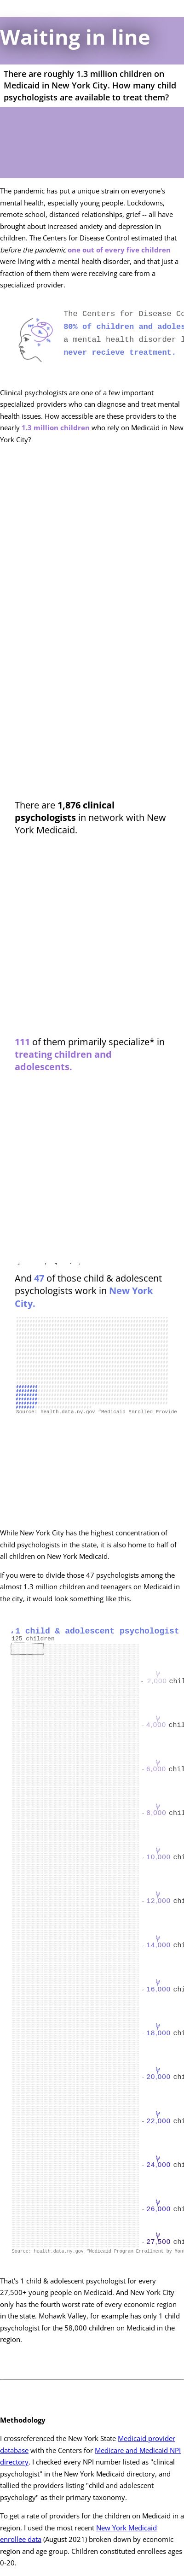 Waiting in line
There are roughly 1.3 million children on
Medicaid in New York City. How many child
psychologists are available to treat them?
The pandemic has put a unique strain on everyone's
mental health, especially young people. Lockdowns,
remote school, distanced relationships, grief -- all have
brought about increased anxiety and depression in
children. The Centers for Disease Control estimated that
before the pandemic one out of every five children
were living with a mental health disorder, and that just a
fraction of them them were receiving care from a
specialized provider.
The Centers for Disease Co
80% of children and adoles
a mental health disorder l
never recieve treatment.
Clinical psychologists are one of a few important
specialized providers who can diagnose and treat mental
health issues. How accessible are these providers to the
nearly 1.3 million children who rely on Medicaid in New
York City?
There are 1,876 clinical
psychologists in network with New
York Medicaid.
111 of them primarily specialize* in
treating children and
adolescents.
And 47 of those child & adolescent
psychologists work in New York
City.
Source: health.data.ny.gov "Medicaid Enrolled Provide
While New York City has the highest concentration of
child psychologists in the state, it is also home to half of
all children on New York Medicaid.
If you were to divide those 47 psychologists among the
almost 1.3 million children and teenagers on Medicaid in
the city, it would look something like this.
1 child & adolescent psychologist
125 children
2,000 chil
4,000 chi
6,000 chi
8,000 chi
10,000 chi
12,000 chi
14,000 chi
16,000 chi
18,000 chi
20,000 chi
22,000 chi
24,000 chi
26,000 chi
27,500 chi
Source: health.data.ny.gov "Medicaid Program Enrollment by Mon
That's 1 child & adolescent psychologist for every
27,500+ young people on Medicaid. And New York City
only has the fourth worst rate of every economic region
in the state. Mohawk Valley, for example has only 1 child
psychologist for the 58,000 children on Medicaid in the
region.
Methodology
I crossreferenced the New York State Medicaid provider
database with the Centers for Medicare and Medicaid NPI
directory. I checked every NPI number listed as "clinical
psychologist" in the New York Medicaid directory, and
tallied the providers listing "child and adolescent
psychology" as their primary taxonomy.
To get a rate of providers for the children on Medicaid in a
region, I used the most recent New York Medicaid
enrollee data (August 2021) broken down by economic
region and age group. Children included enrollees ages
0-20.